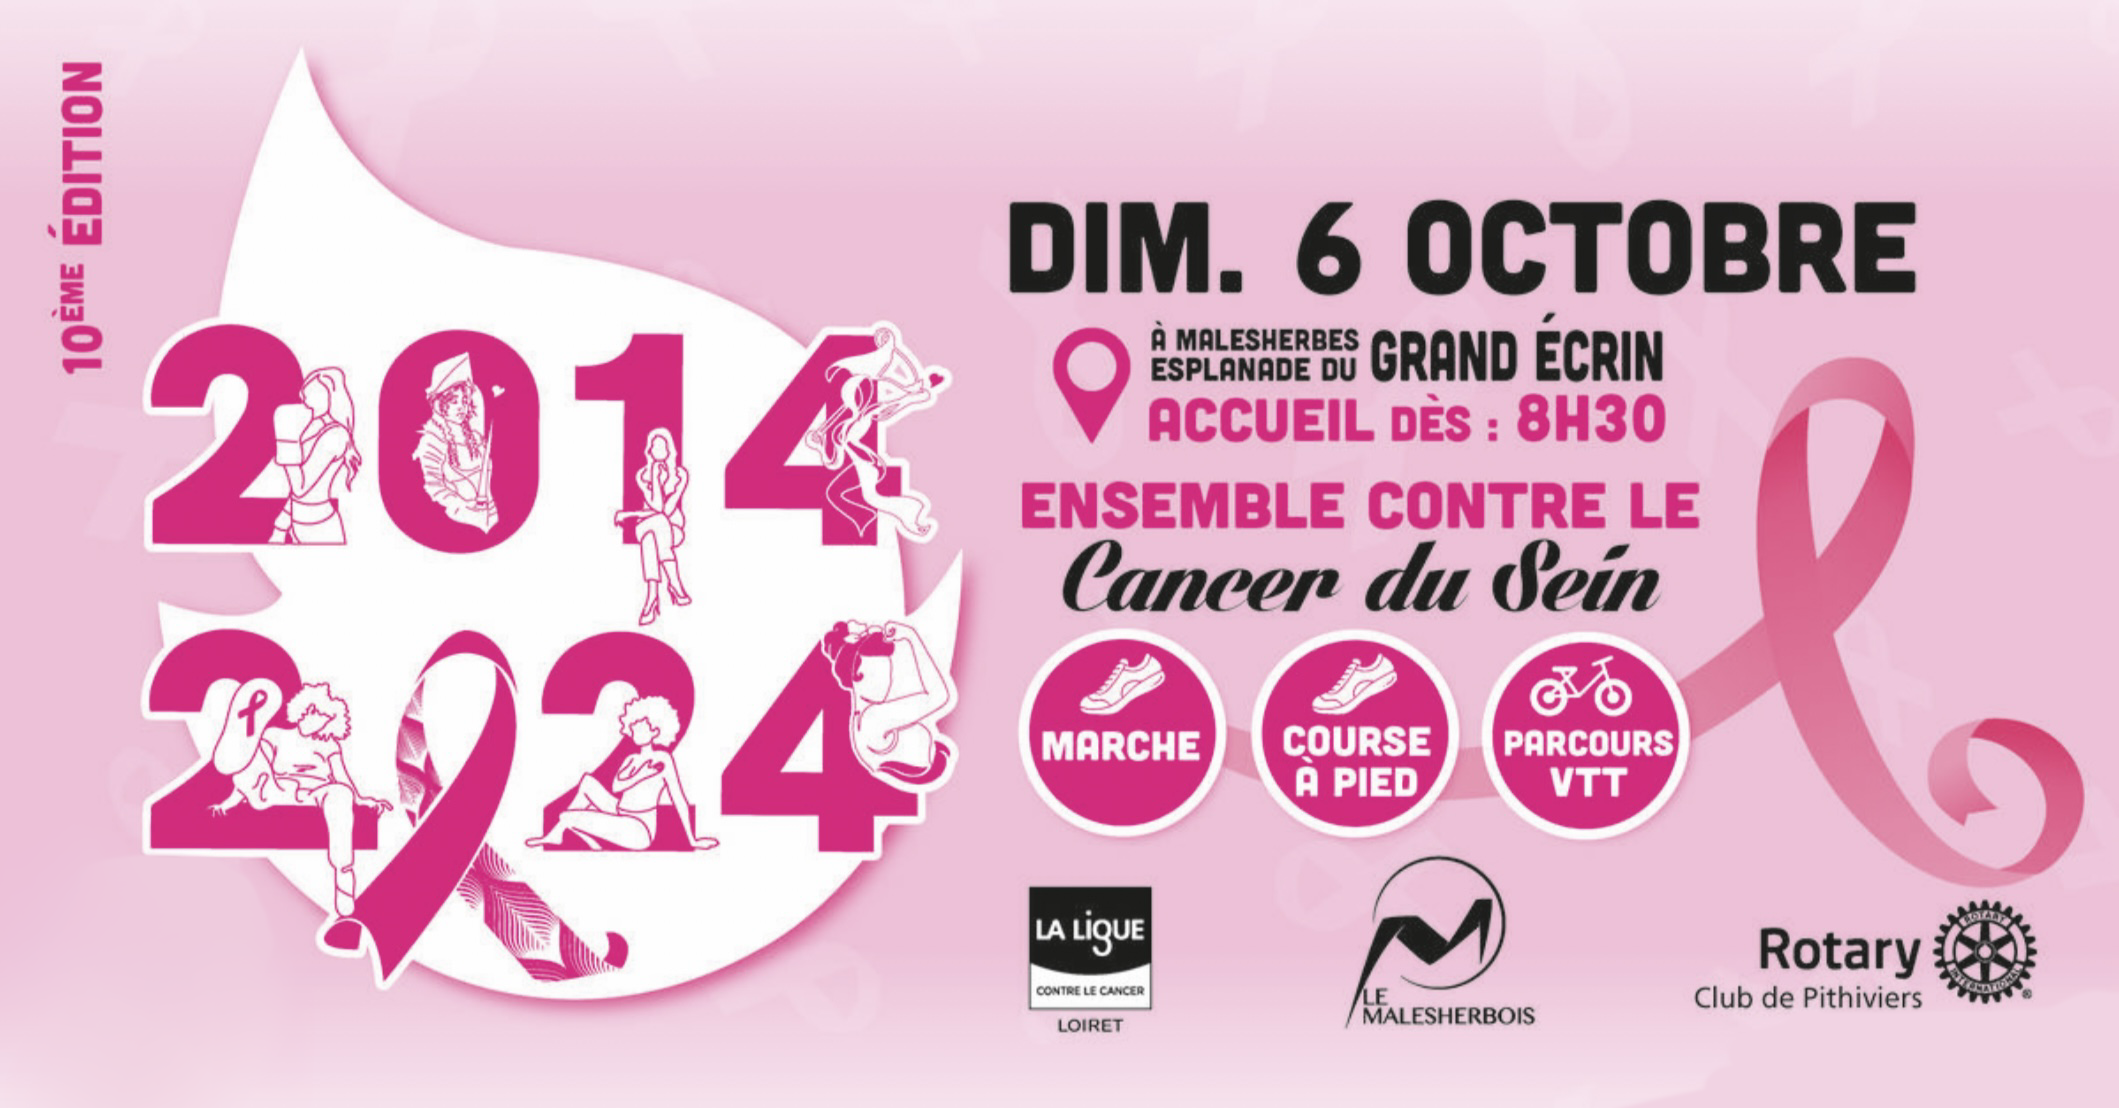 10ÈME ÉDITION
2014
2024
DIM. 6 OCTOBRE
À MALESHERBES
ESPLANADE DU GRAND ÉCRIN
ACCUEIL DÈS : 8H30
ENSEMBLE CONTRE LE
Cancer du Sein
MARCHE
COURSE
À PIED
PARCOURS
VTT
LA LiGUE
CONTRE LE CANCER
LOIRET
LE
MALESHERBOIS
Rotary
Club de Pithiviers
ROTARY
INTERNATIONAL
®